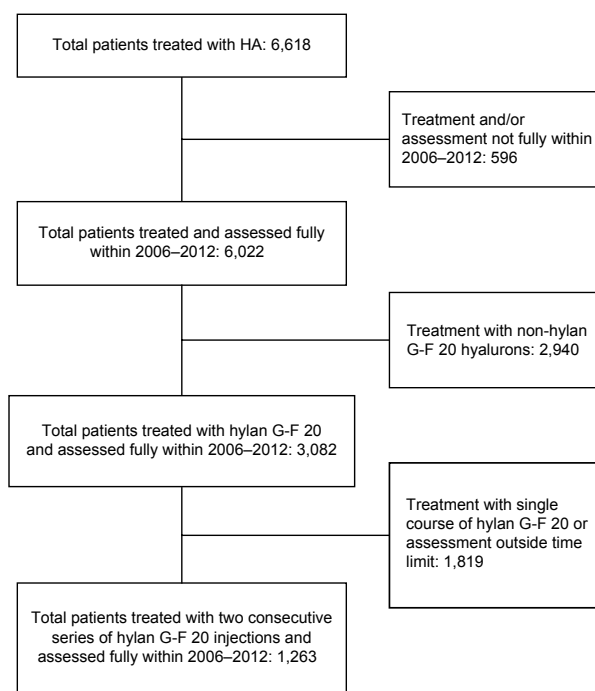 Total patients treated with HA: 6,618
Treatment and/or
assessment not fully within
2006–2012: 596
Total patients treated and assessed fully
within 2006–2012: 6,022
Treatment with non-hylan
G-F 20 hyalurons: 2,940
Total patients treated with hylan G-F 20
and assessed fully within 2006–2012: 3,082
Treatment with single
course of hylan G-F 20 or
assessment outside time
limit: 1,819
Total patients treated with two consecutive
series of hylan G-F 20 injections and
assessed fully within 2006–2012: 1,263